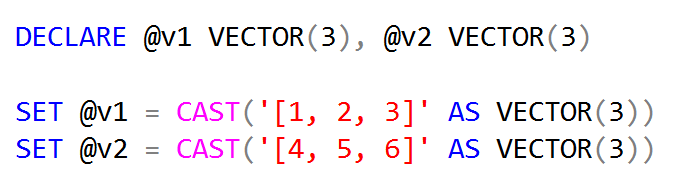 DECLARE @v1 VECTOR(3), @v2 VECTOR(3)
SET @v1 = CAST('[1, 2, 3]' AS VECTOR(3))
SET @v2 = CAST('[4, 5, 6]' AS VECTOR(3))